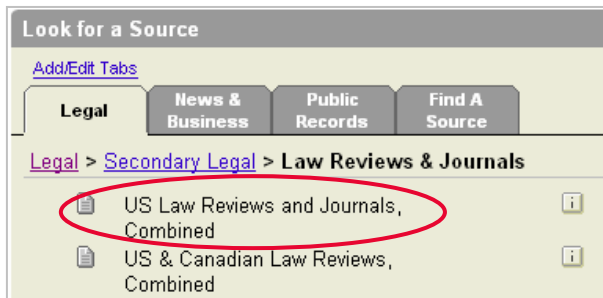 Look for a Source
Add/Edit Tabs
Legal
News & Business
Public Records
Find A Source
Legal > Secondary Legal > Law Reviews & Journals
US Law Reviews and Journals,
Combined
US & Canadian Law Reviews,
Combined